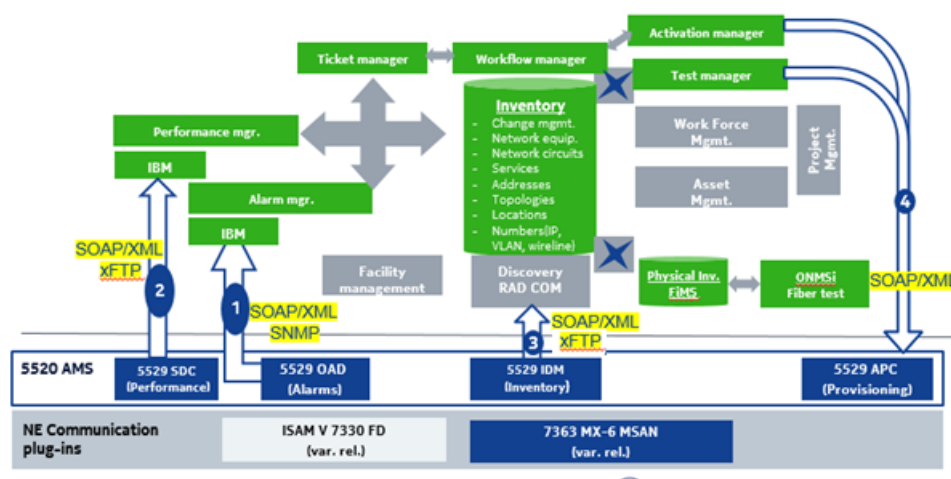 Activation manager
Ticket manager
Workflow manager
Test manager
Inventory
- Change mgmt.
- Network equip.
- Network circuits
- Services
- Addresses
- Topologies
- Locations
- Numbers(IP,
VLAN, wireline)
Performance mgr.
IBM
Work Force
Mgmt.
Project
Mgmt.
Asset
Mgmt.
Alarm mgr.
IBM
4
SOAP/XML
xFTP
2
1
Facility
management
Discovery
RAD COM
Physical Inv.
FiMS
ONMSi
Fiber test
SOAP/XML
SOAP/XML
SNMP
SOAP/XML
xFTP
3
5520 AMS
5529 SDC
(Performance)
5529 OAD
(Alarms)
5529 IDM
(Inventory)
5529 APC
(Provisioning)
NE Communication
plug-ins
ISAM V 7330 FD
(var. rel.)
7363 MX-6 MSAN
(var. rel.)